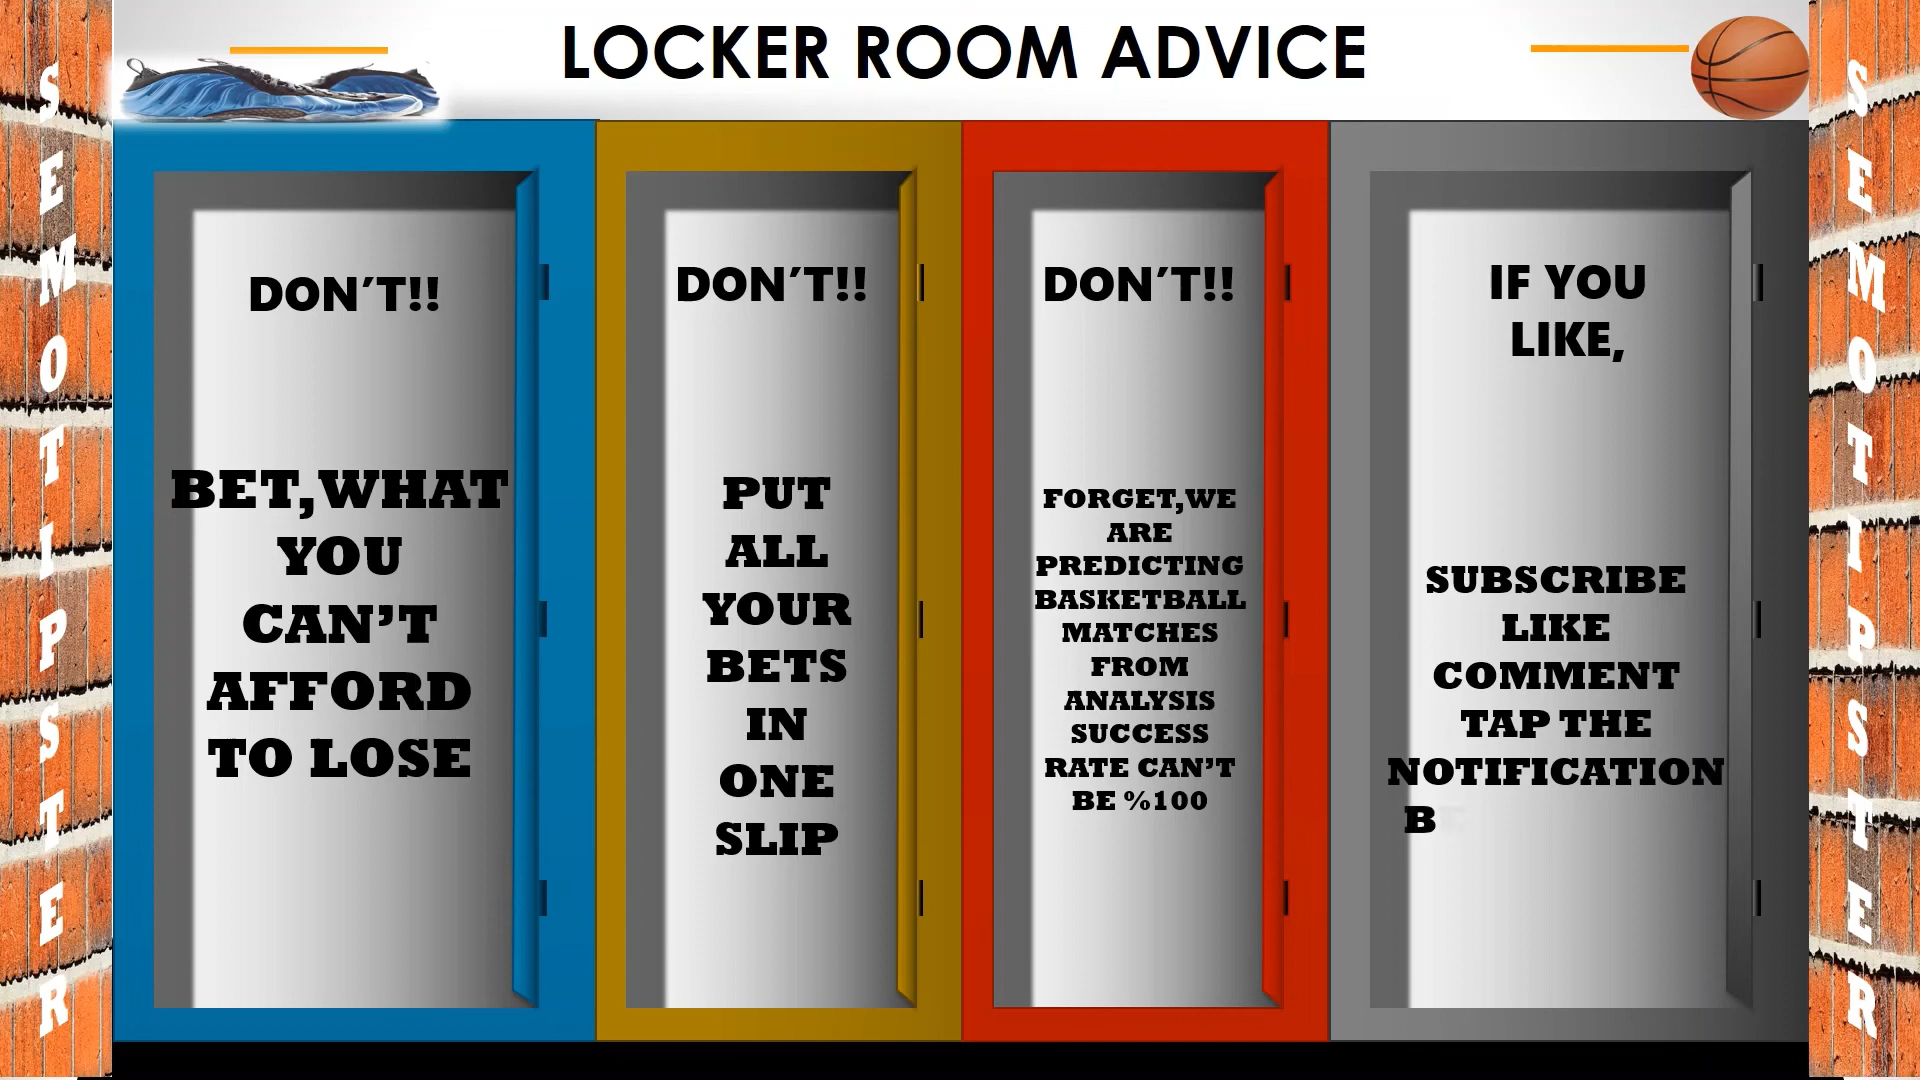 LOCKER ROOM ADVICE
SEMOTIPSTER
DON'T!!
BET,WHAT
YOU
CAN'T
AFFORD
TO LOSE
DON'T!!
PUT
ALL
YOUR
BETS
IN
ONE
SLIP
DON'T!!
FORGET,WE
ARE
PREDICTING
BASKETBALL
MATCHES
FROM
ANALYSIS
SUCCESS
RATE CAN'T
BE %100
IF YOU
LIKE,
SUBSCRIBE
LIKE
COMMENT
TAP THE
NOTIFICATION
B
SEMOTIPSTER